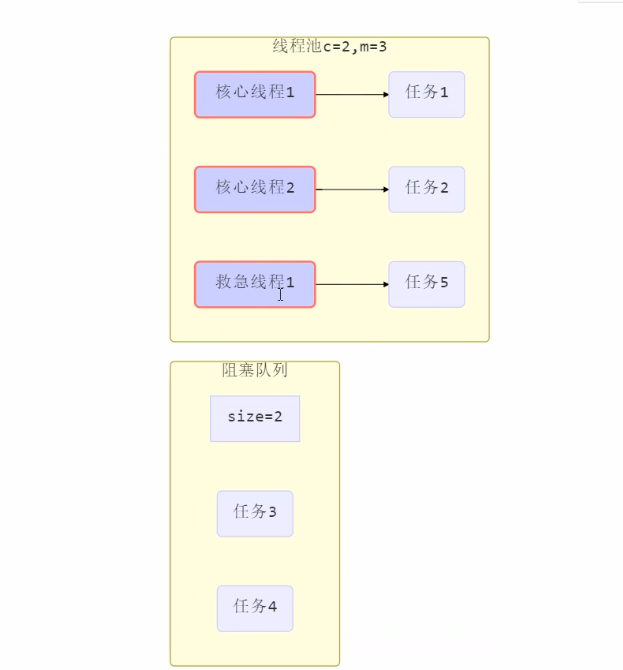 线程池c=2,m=3
核心线程1
任务1
核心线程2
任务2
救急线程1
任务5
阻塞队列
size=2
任务3
任务4